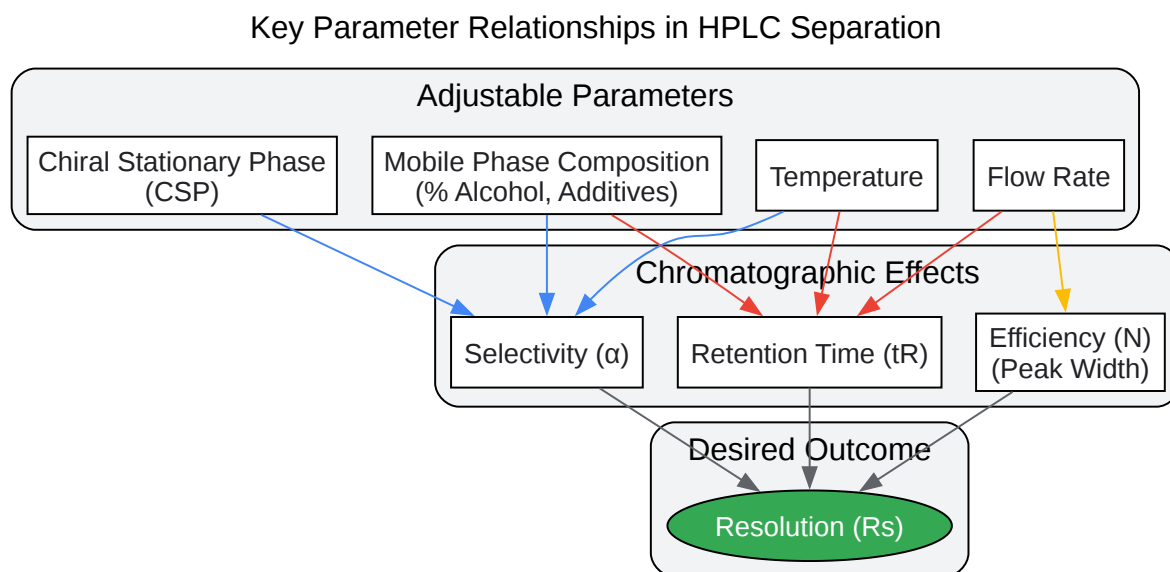 Key Parameter Relationships in HPLC Separation
Adjustable Parameters
Chiral Stationary Phase
(CSP)
Mobile Phase Composition
(% Alcohol, Additives)
Temperature
Flow Rate
Chromatographic Effects
Selectivity (α)
Retention Time (tR)
Efficiency (N)
(Peak Width)
Desired Outcome
Resolution (Rs)